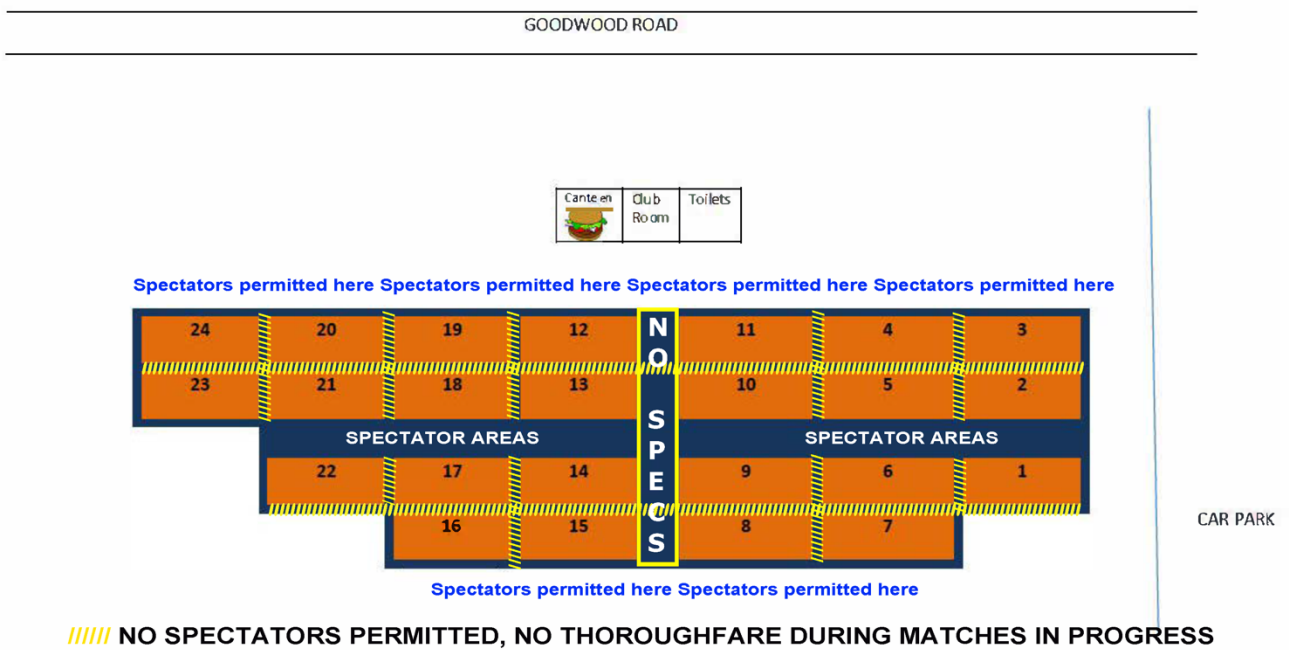 GOODWOOD ROAD
Canteen Club Toilets
Room
Spectators permitted here Spectators permitted here Spectators permitted here Spectators permitted here
24 20 19 12 11 4 3
23 21 18 13 10 5 2
NO SPECS
SPECTATOR AREAS SPECTATOR AREAS
22 17 14 9 6 1
16 15 8 7
CAR PARK
Spectators permitted here Spectators permitted here
////// NO SPECTATORS PERMITTED, NO THOROUGHFARE DURING MATCHES IN PROGRESS